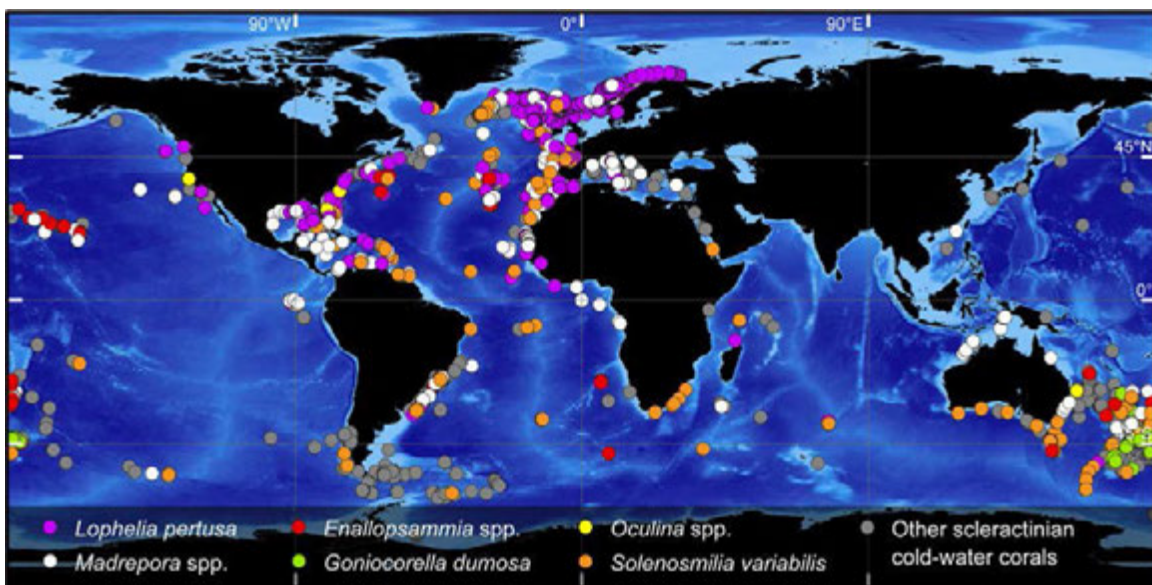 90°W 0° 90°E
45°N
0°
Lophelia pertusa Enallopsammia spp. Oculina spp. Other scleractinian
Madrepora spp. Goniocorella dumosa Solenosmilia variabilis cold-water corals